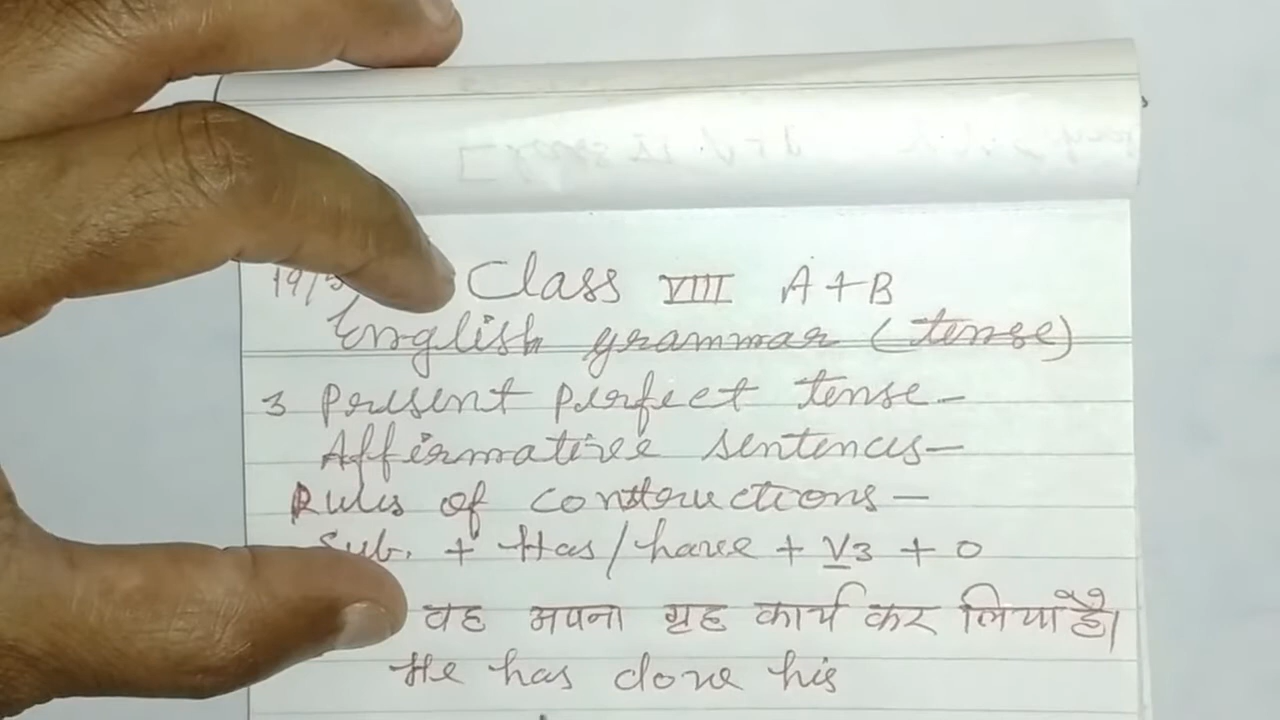 19/5
Class VIII A+B
English grammar (tense)
3 Present perfect tense -
Affirmative sentences -
Rules of constructions -
Sub. + Has/have + V3 + O
वह अपना ग्रह कार्य कर लिया है।
He has done his